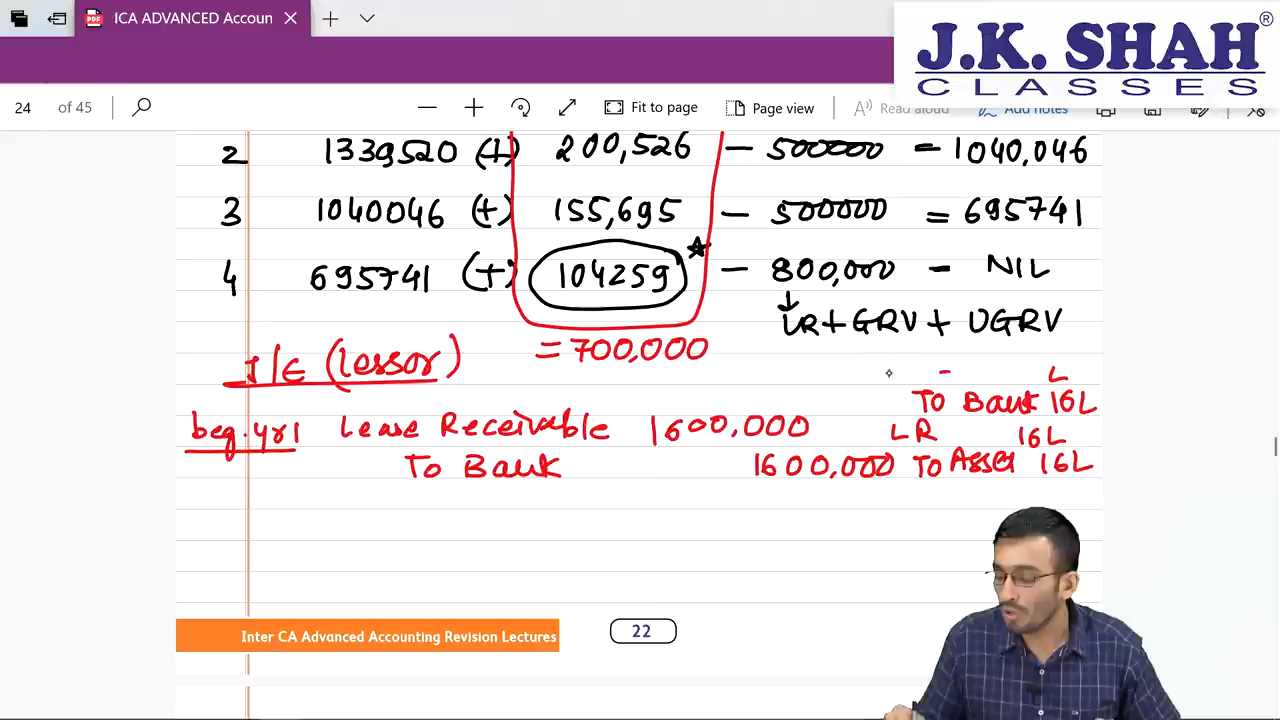 ICA ADVANCED Accoun
J.K. SHAH®
CLASSES
24 of 45
Fit to page
Page view
Read aloud
Add notes
2 1339520 (+) 200,526 - 500000 = 1040,046
3 1040046 (+) 155,695 - 500000 = 695741
4 695741 (+) 104259 - 800,000 - NIL
LR+GRV+UGRV
= 700,000
J/E (lessor)
To Bank 16L
beg.yr1 Lease Receivable 1600,000 LR 16L
To Bank 1600,000 To Asset 16L
Inter CA Advanced Accounting Revision Lectures
22